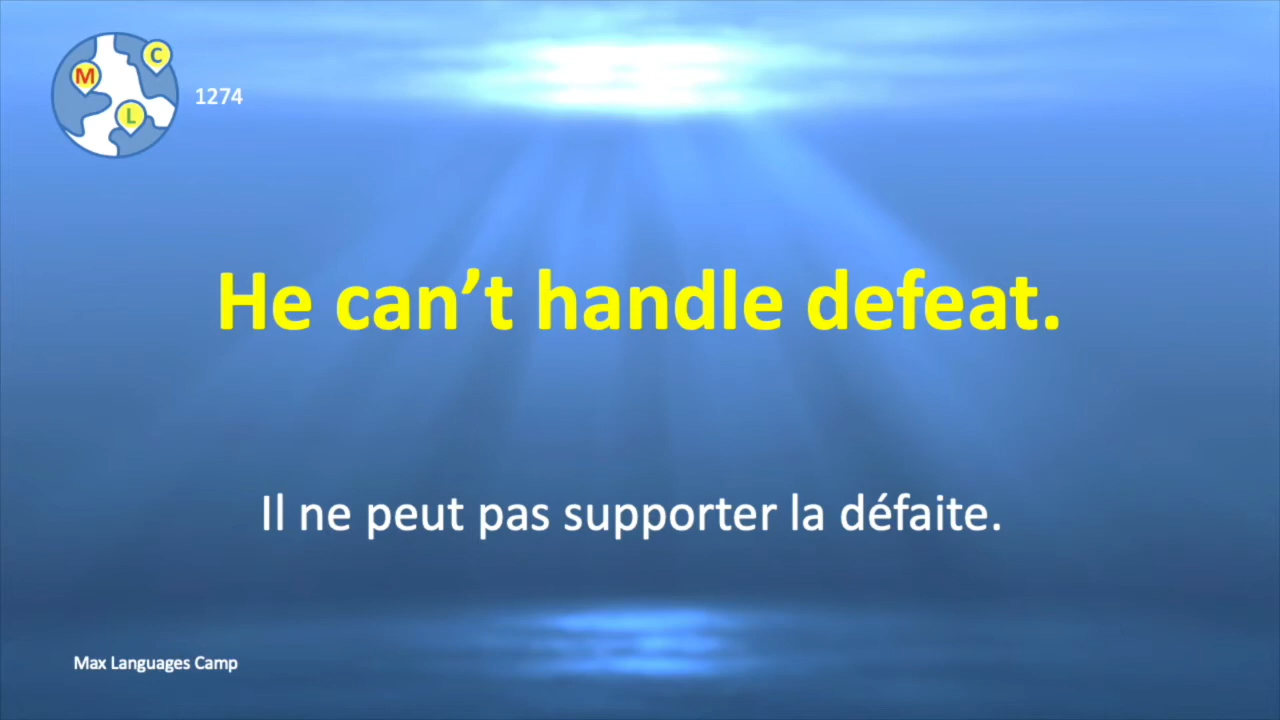 C
M
1274
L
He can’t handle defeat.
Il ne peut pas supporter la défaite.
Max Languages Camp